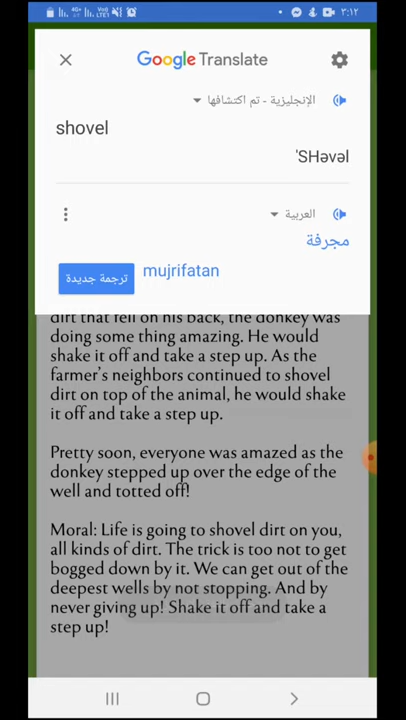 ٣:١٢
Google Translate
الإنجليزية - تم اكتشافها
shovel
ˈSHəvəl
العربية
مجرفة
mujrifatan
ترجمة جديدة
dirt that fell on his back, the donkey was
doing some thing amazing. He would
shake it off and take a step up. As the
farmer's neighbors continued to shovel
dirt on top of the animal, he would shake
it off and take a step up.
Pretty soon, everyone was amazed as the
donkey stepped up over the edge of the
well and totted off!
Moral: Life is going to shovel dirt on you,
all kinds of dirt. The trick is too not to get
bogged down by it. We can get out of the
deepest wells by not stopping. And by
never giving up! Shake it off and take a
step up!